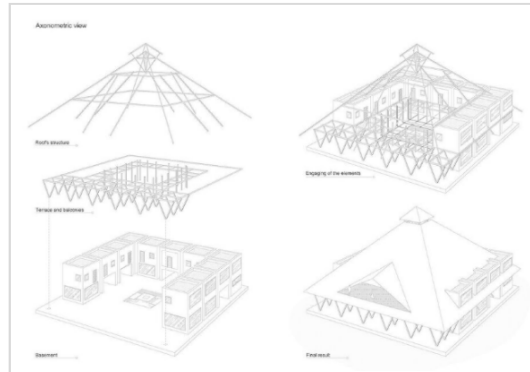 Axonometric view
Roof's structure
Terrace and balconies
Basement
Engaging of the elements
Final result